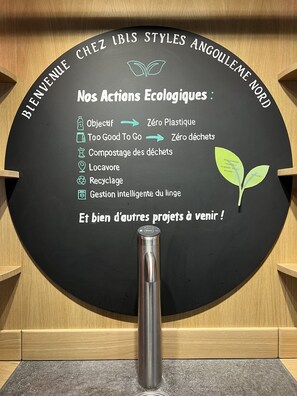 BIENVENUE CHEZ IBIS STYLES ANGOULEME NORD
Nos Actions Ecologiques :
Objectif → Zéro Plastique
Too Good To Go → Zéro déchets
Compostage des déchets
Locavore
Recyclage
Gestion intelligente du linge
Et bien d'autres projets à venir !